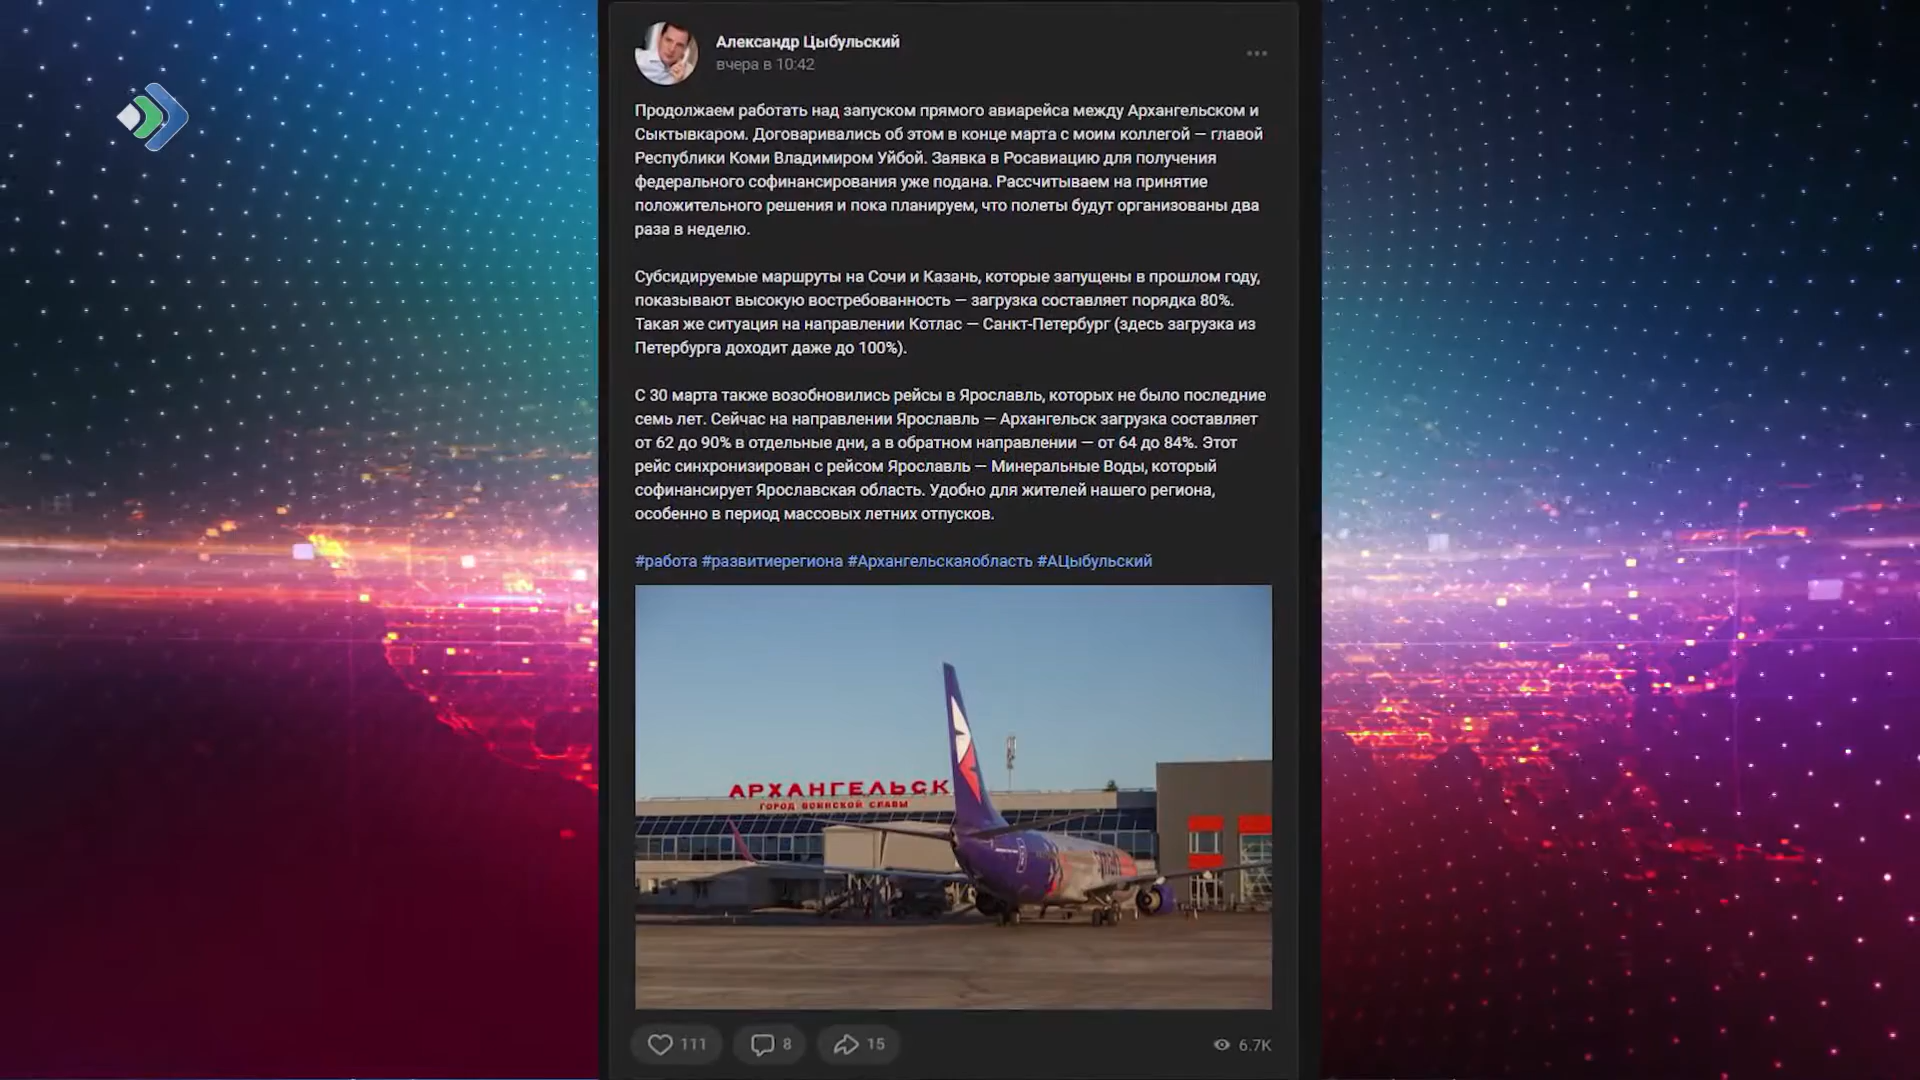 Александр Цыбульский
вчера в 10:42
Продолжаем работать над запуском прямого авиарейса между Архангельском и
Сыктывкаром. Договаривались об этом в конце марта с моим коллегой — главой
Республики Коми Владимиром Уйбой. Заявка в Росавиацию для получения
федерального софинансирования уже подана. Рассчитываем на принятие
положительного решения и пока планируем, что полеты будут организованы два
раза в неделю.
Субсидируемые маршруты на Сочи и Казань, которые запущены в прошлом году,
показывают высокую востребованность — загрузка составляет порядка 80%.
Такая же ситуация на направлении Котлас — Санкт-Петербург (здесь загрузка из
Петербурга доходит даже до 100%).
С 30 марта также возобновились рейсы в Ярославль, которых не было последние
семь лет. Сейчас на направлении Ярославль — Архангельск загрузка составляет
от 62 до 90% в отдельные дни, а в обратном направлении — от 64 до 84%. Этот
рейс синхронизирован с рейсом Ярославль — Минеральные Воды, который
софинансирует Ярославская область. Удобно для жителей нашего региона,
особенно в период массовых летних отпусков.
#работа #развитиерегиона #Архангельскаяобласть #АЦыбульский
АРХАНГЕЛЬСК
ГОРОД ВОИНСКОЙ СЛАВЫ
111 8 15 6.7K